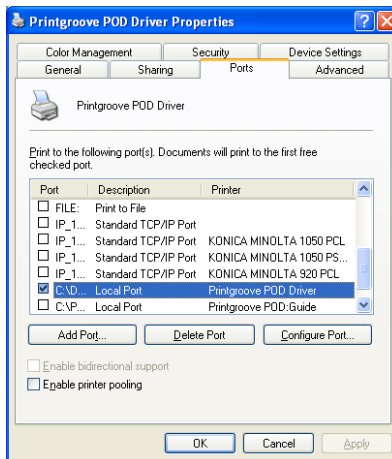 Printgroove POD Driver Properties
Color Management Security Device Settings
General Sharing Ports Advanced
Printgroove POD Driver
Print to the following port(s). Documents will print to the first free
checked port.
Port Description Printer
FILE: Print to File
IP_1... Standard TCP/IP Port
IP_1... Standard TCP/IP Port KONICA MINOLTA 1050 PCL
IP_1... Standard TCP/IP Port KONICA MINOLTA 1050 PS...
IP_1... Standard TCP/IP Port KONICA MINOLTA 920 PCL
C:\D... Local Port Printgroove POD Driver
C:\P... Local Port Printgroove POD:Guide
Add Port... Delete Port Configure Port...
Enable bidirectional support
Enable printer pooling
OK Cancel Apply